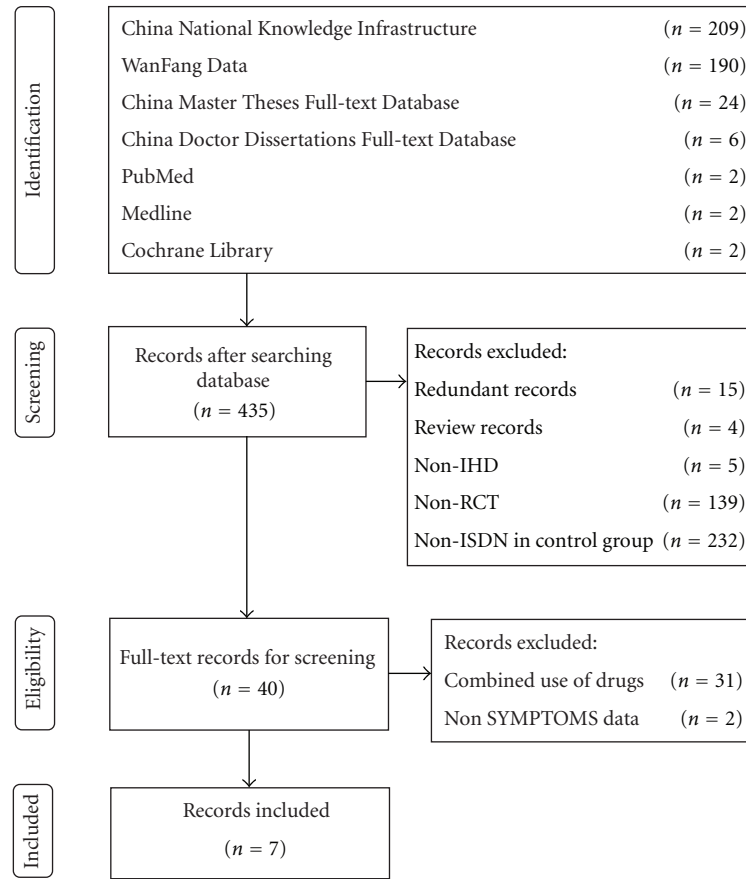 Identification
China National Knowledge Infrastructure (n = 209)
WanFang Data (n = 190)
China Master Theses Full-text Database (n = 24)
China Doctor Dissertations Full-text Database (n = 6)
PubMed (n = 2)
Medline (n = 2)
Cochrane Library (n = 2)
Screening
Records after searching
database
(n = 435)
Records excluded:
Redundant records (n = 15)
Review records (n = 4)
Non-IHD (n = 5)
Non-RCT (n = 139)
Non-ISDN in control group (n = 232)
Eligibility
Full-text records for screening
(n = 40)
Records excluded:
Combined use of drugs (n = 31)
Non SYMPTOMS data (n = 2)
Included
Records included
(n = 7)